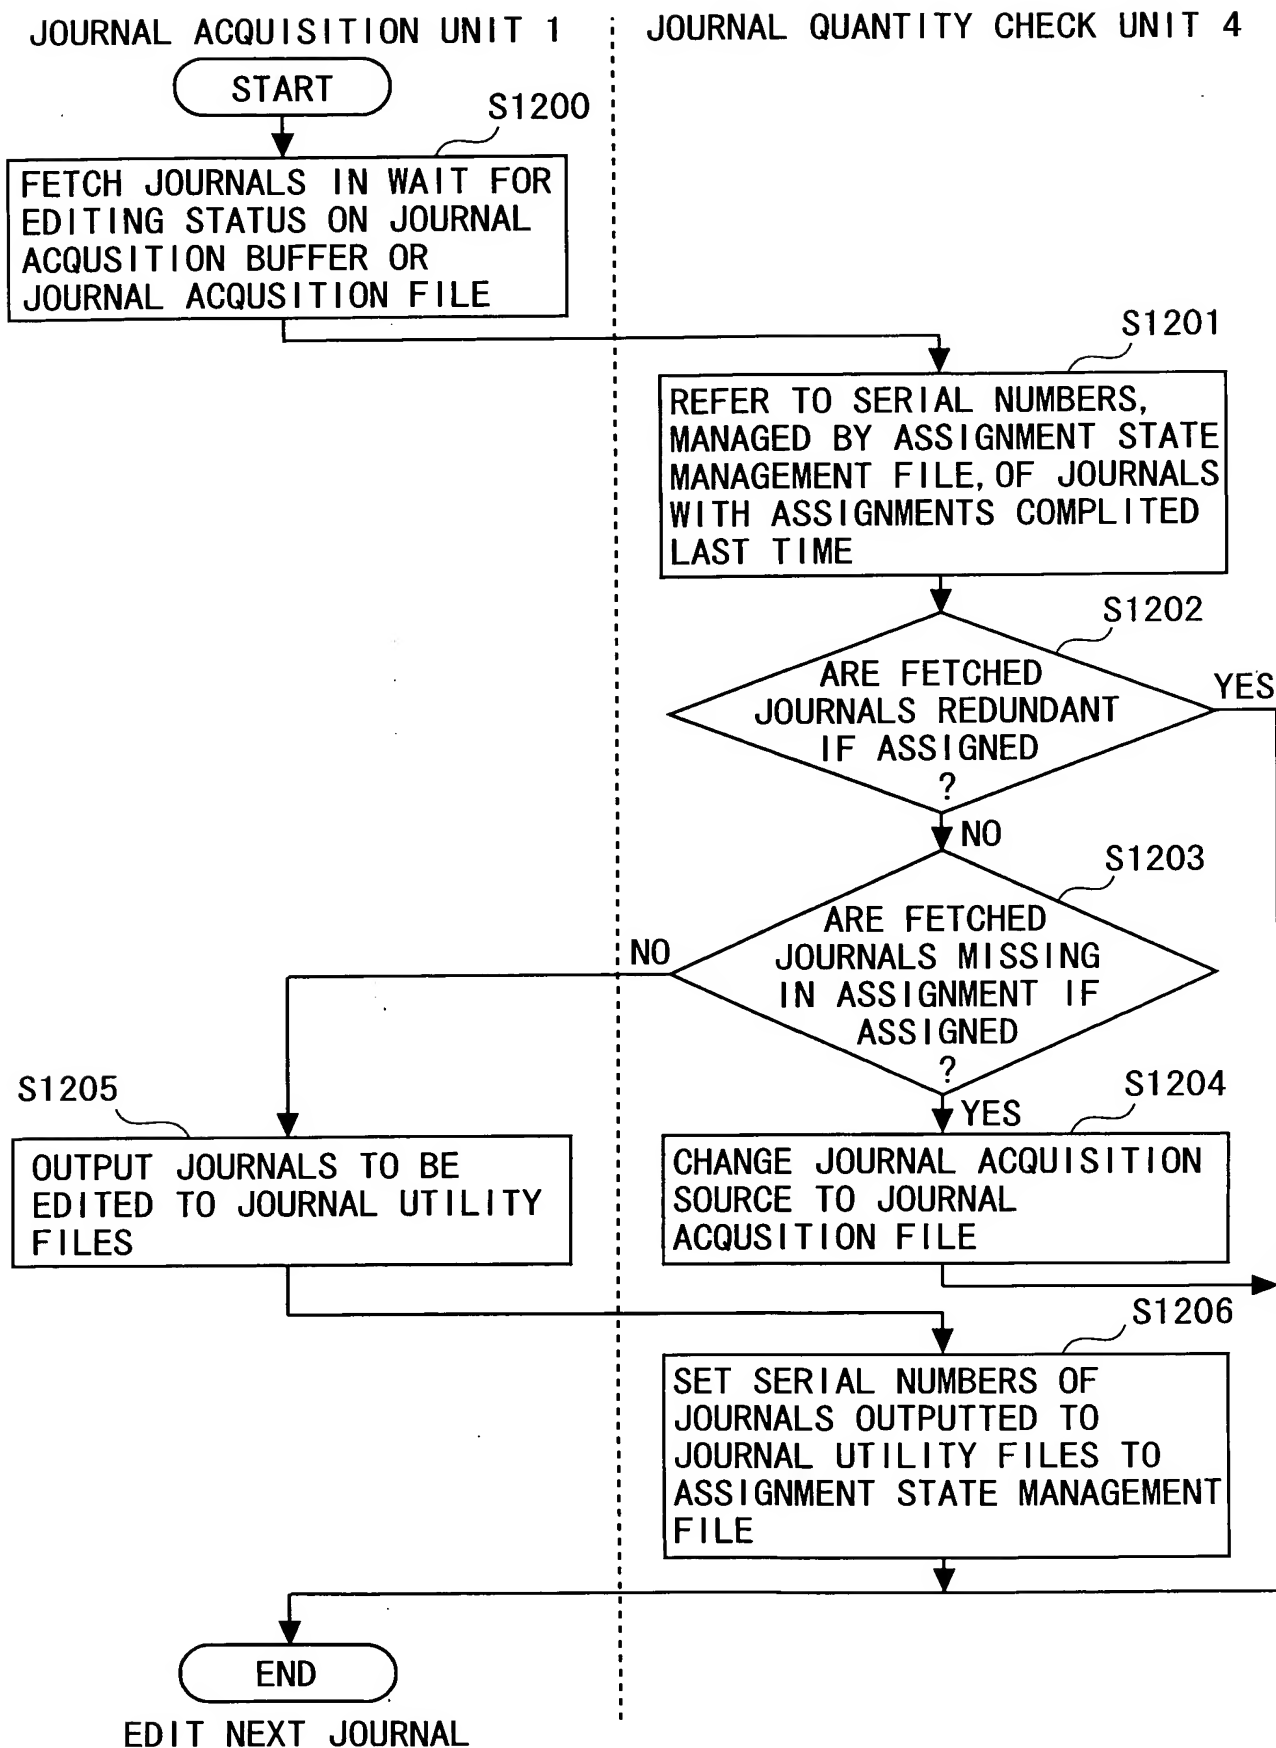 JOURNAL ACQUISITION UNIT 1
JOURNAL QUANTITY CHECK UNIT 4
START
S1200
FETCH JOURNALS IN WAIT FOR
EDITING STATUS ON JOURNAL
ACQUSITION BUFFER OR
JOURNAL ACQUSITION FILE
S1201
REFER TO SERIAL NUMBERS,
MANAGED BY ASSIGNMENT STATE
MANAGEMENT FILE, OF JOURNALS
WITH ASSIGNMENTS COMPLITED
LAST TIME
S1202
ARE FETCHED
JOURNALS REDUNDANT
IF ASSIGNED
?
YES
NO
S1203
ARE FETCHED
JOURNALS MISSING
IN ASSIGNMENT IF
ASSIGNED
?
NO
YES
S1204
CHANGE JOURNAL ACQUISITION
SOURCE TO JOURNAL
ACQUSITION FILE
S1205
OUTPUT JOURNALS TO BE
EDITED TO JOURNAL UTILITY
FILES
S1206
SET SERIAL NUMBERS OF
JOURNALS OUTPUTTED TO
JOURNAL UTILITY FILES TO
ASSIGNMENT STATE MANAGEMENT
FILE
END
EDIT NEXT JOURNAL